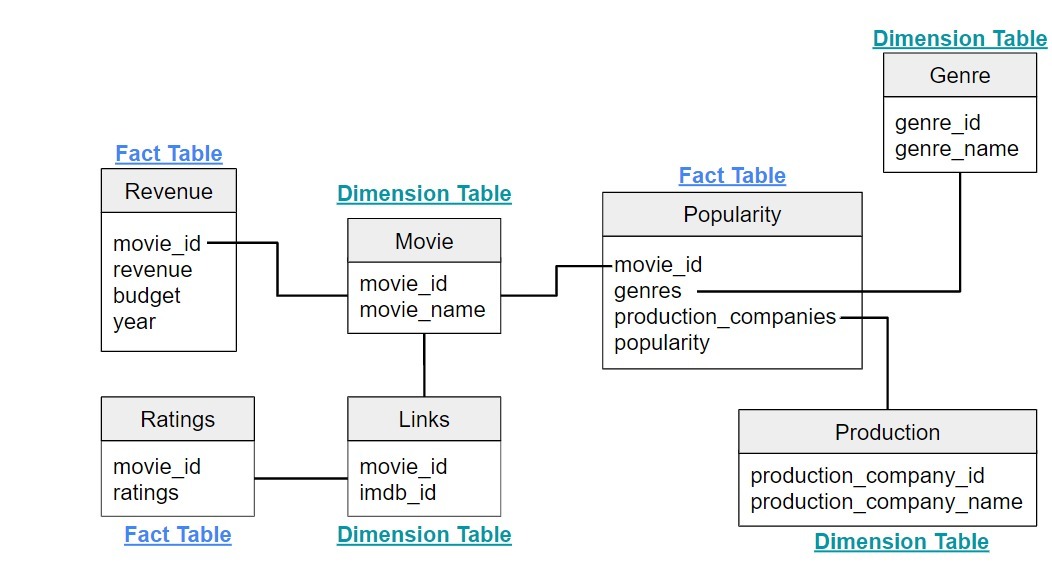 Dimension Table
Genre
genre_id
genre_name
Fact Table
Revenue
movie_id
revenue
budget
year
Dimension Table
Movie
movie_id
movie_name
Fact Table
Popularity
movie_id
genres
production_companies
popularity
Ratings
movie_id
ratings
Fact Table
Links
movie_id
imdb_id
Dimension Table
Production
production_company_id
production_company_name
Dimension Table